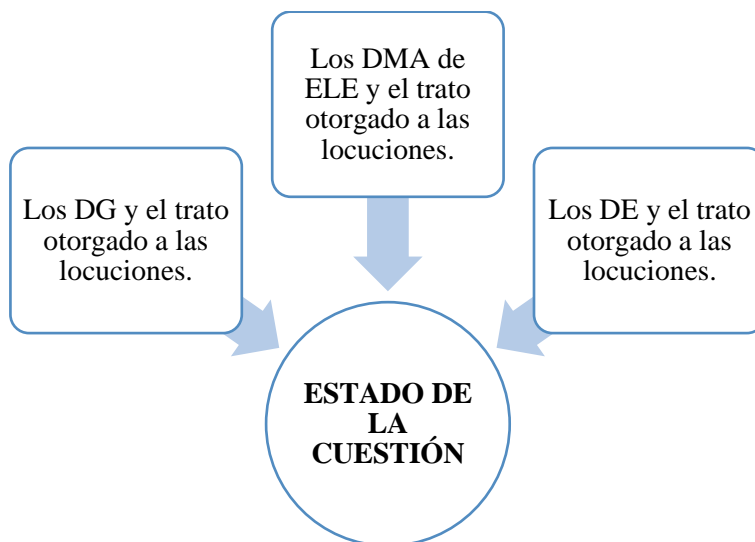 Los DMA de
ELE y el trato
otorgado a las
locuciones.
Los DG y el trato
otorgado a las
locuciones.
Los DE y el trato
otorgado a las
locuciones.
ESTADO DE
LA
CUESTIÓN